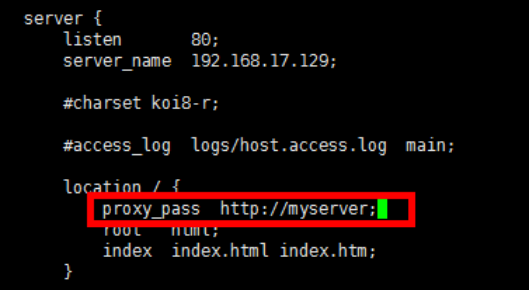 server {
listen 80;
server_name 192.168.17.129;
#charset koi8-r;
#access_log logs/host.access.log main;
location / {
proxy_pass http://myserver;
root html;
index index.html index.htm;
}